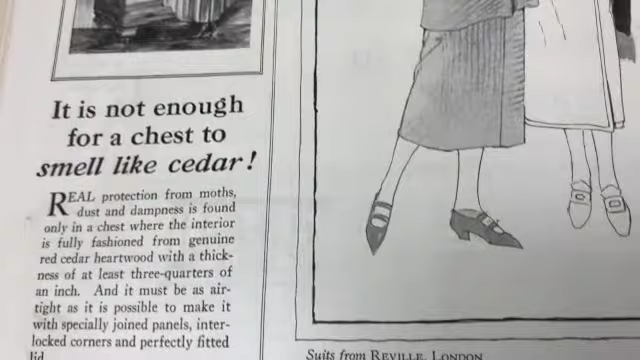 It is not enough
for a chest to
smell like cedar!
REAL protection from moths,
dust and dampness is found
only in a chest where the interior
is fully fashioned from genuine
red cedar heartwood with a thick-
ness of at least three-quarters of
an inch. And it must be as air-
tight as it is possible to make it
with specially joined panels, inter-
locked corners and perfectly fitted
lid
Suits from REVILLE, LONDON